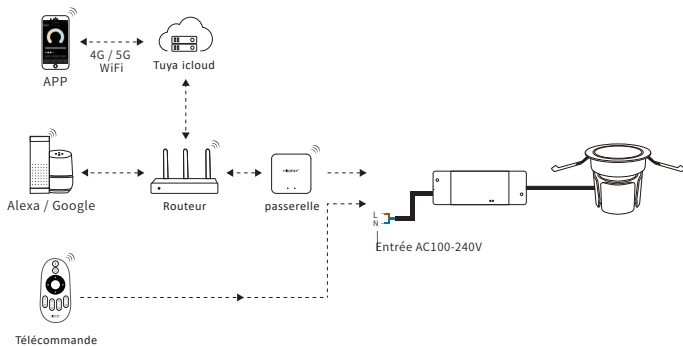 4G / 5G
WiFi
APP
Tuya icloud
Alexa / Google
Routeur
passerelle
L
N
Entrée AC100-240V
Télécommande